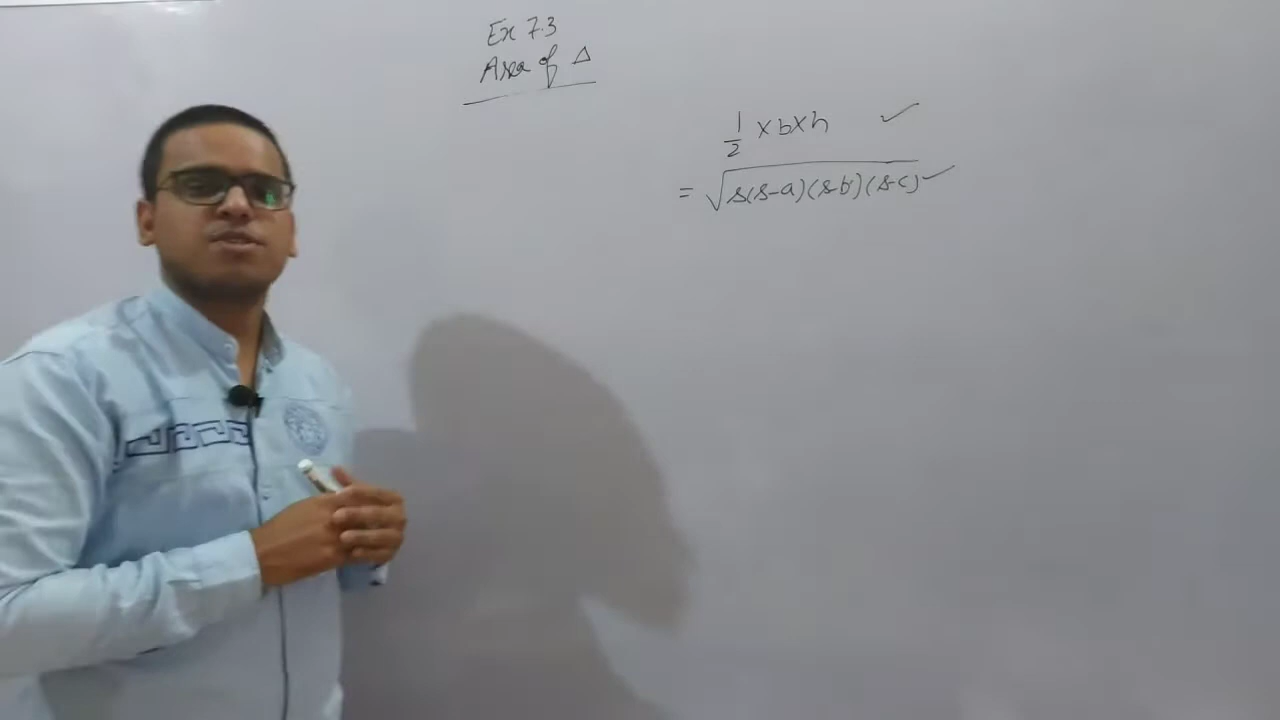 Ex 7.3
Area of Δ
1/2 × b × h ✓
= √s(s-a)(s-b)(s-c) ✓